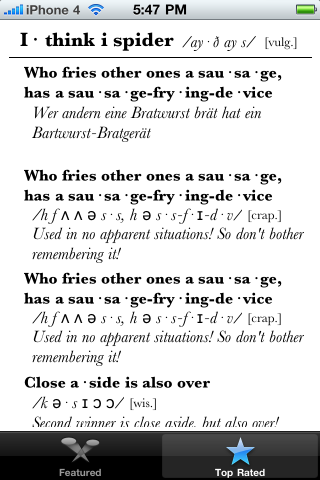 iPhone 4 5:47 PM
I · think i spider /ay · ð ay s/ [vulg.]
Who fries other ones a sau · sa · ge,
has a sau · sa · ge-fry · ing-de · vice
Wer andern eine Bratwurst brät hat ein
Bartwurst-Bratgerät
Who fries other ones a sau · sa · ge,
has a sau · sa · ge-fry · ing-de · vice
/h f ʌ ʌ ə s · s, h ə s · s-f · ɪ-d · v/ [crap.]
Used in no apparent situations! So don't bother
remembering it!
Who fries other ones a sau · sa · ge,
has a sau · sa · ge-fry · ing-de · vice
/h f ʌ ʌ ə s · s, h ə s · s-f · ɪ-d · v/ [crap.]
Used in no apparent situations! So don't bother
remembering it!
Close a · side is also over
/k ə · s ɪ ɔ ɔ/ [wis.]
Second winner is close aside, but also over!
Featured
Top Rated